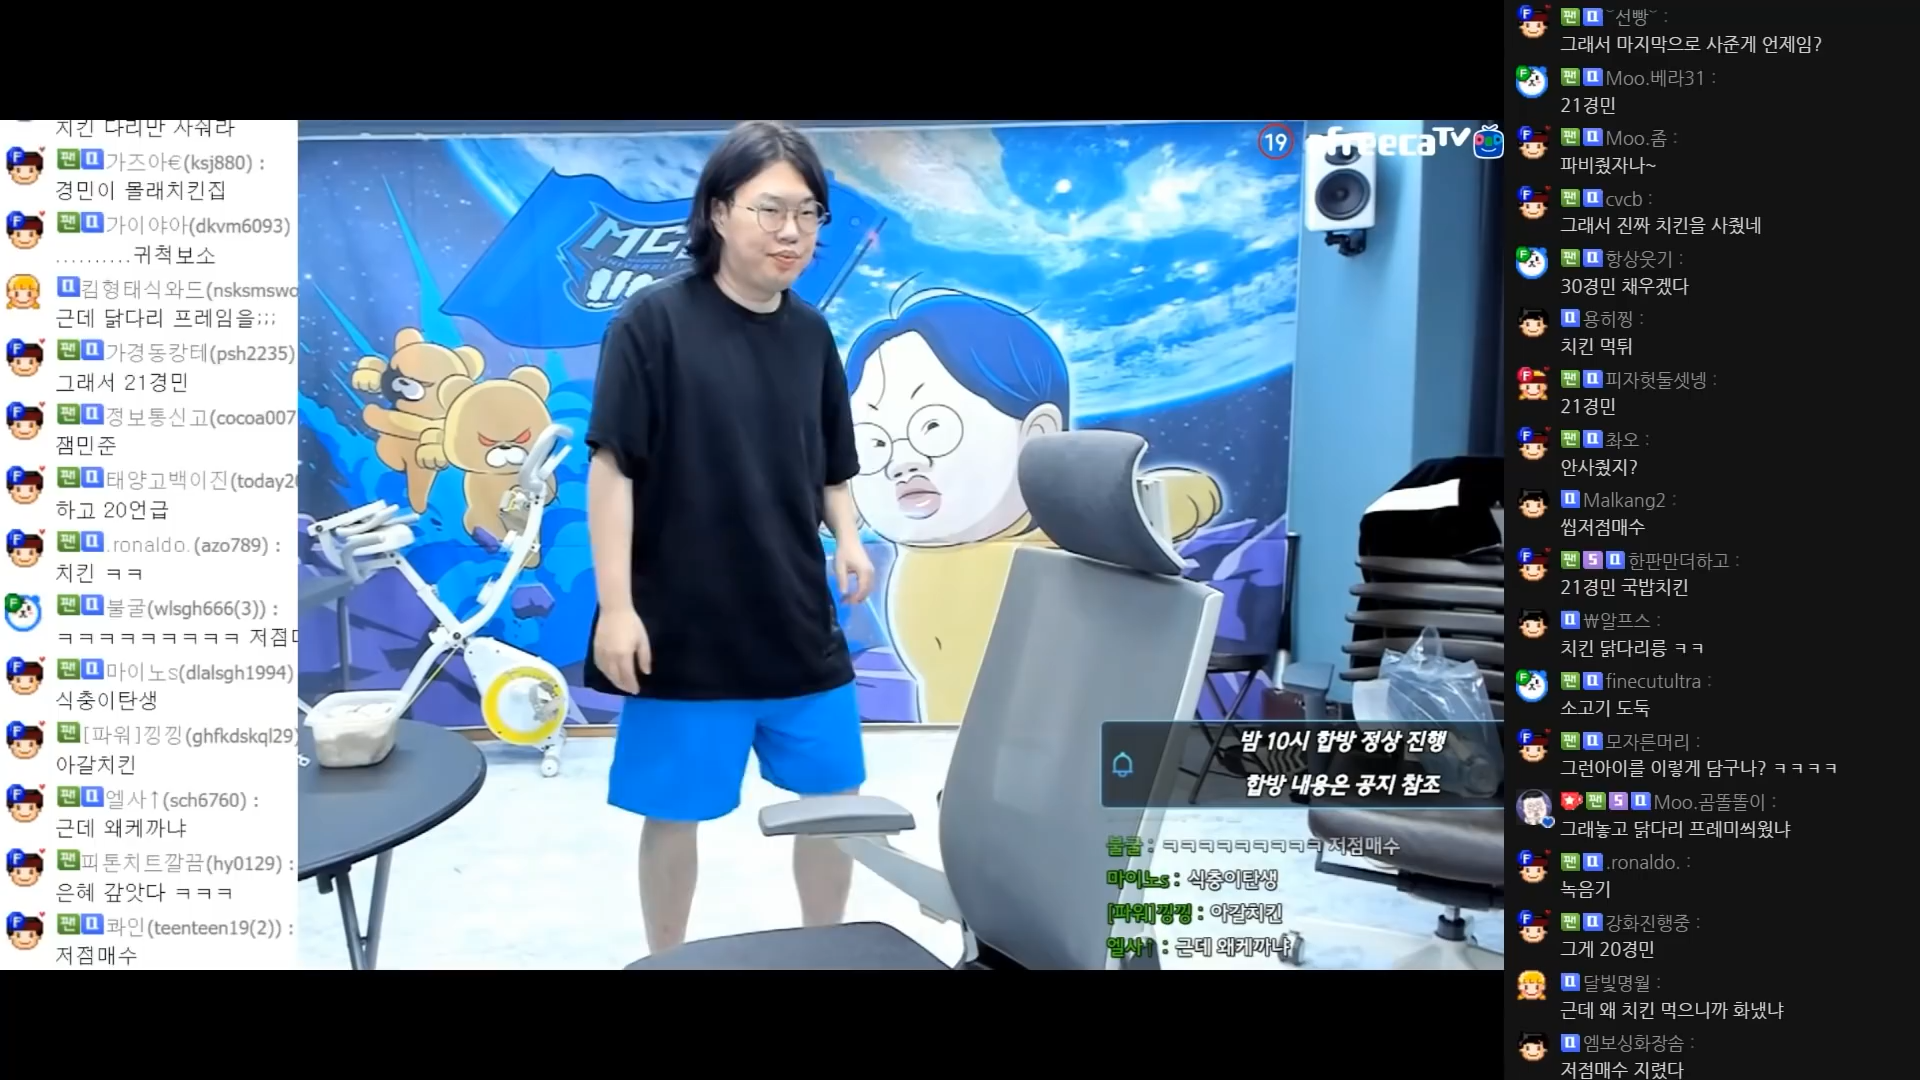 치킨 다리만 사줘라
가즈아€(ksj880) :
경민이 몰래치킨집
가이야아(dkvm6093)
..........귀척보소
킴형태식와드(nsksmswo
근데 닭다리 프레임을;;;
가경동캉테(psh2235)
그래서 21경민
정보통신고(cocoa007
잼민준
태양고백이진(today20
하고 20언급
.ronaldo.(azo789) :
치킨 ㅋㅋ
불굴(wlsgh666(3)) :
ㅋㅋㅋㅋㅋㅋㅋㅋㅋ 저점
마이노s(dlalsgh1994)
식충이탄생
[파워]낑낑(ghfkdskql29)
아갈치킨
엘사↑(sch6760) :
근데 왜케까냐
피톤치트깔끔(hy0129) :
은혜 갚앗다 ㅋㅋㅋ
콰인(teenteen19(2)) :
저점매수
19
afreecaTV
UNIVERSITY
밤 10시 합방 정상 진행
합방 내용은 공지 참조
불굴 : ㅋㅋㅋㅋㅋㅋㅋㅋㅋ 저점매수
마이노s : 식충이탄생
[파워]낑낑 : 아갈치킨
엘사↑ : 근데 왜케까냐
˘선빵˘ :
그래서 마지막으로 사준게 언제임?
Moo.베라31 :
21경민
Moo.좀 :
파비줬자나~
cvcb :
그래서 진짜 치킨을 사줬네
항상웃기 :
30경민 채우겠다
용히찡 :
치킨 먹튀
피자헛둘셋넹 :
21경민
촤오 :
안사줬지?
Malkang2 :
씹저점매수
한판만더하고 :
21경민 국밥치킨
₩알프스 :
치킨 닭다리릉 ㅋㅋ
finecutultra :
소고기 도둑
모자른머리 :
그런아이를 이렇게 담구나? ㅋㅋㅋㅋ
Moo.곰똘똘이 :
그래놓고 닭다리 프레미씌웠냐
.ronaldo. :
녹음기
강화진행중 :
그게 20경민
달빛명월 :
근데 왜 치킨 먹으니까 화냈냐
엠보싱화장솜 :
저점매수 지렸다